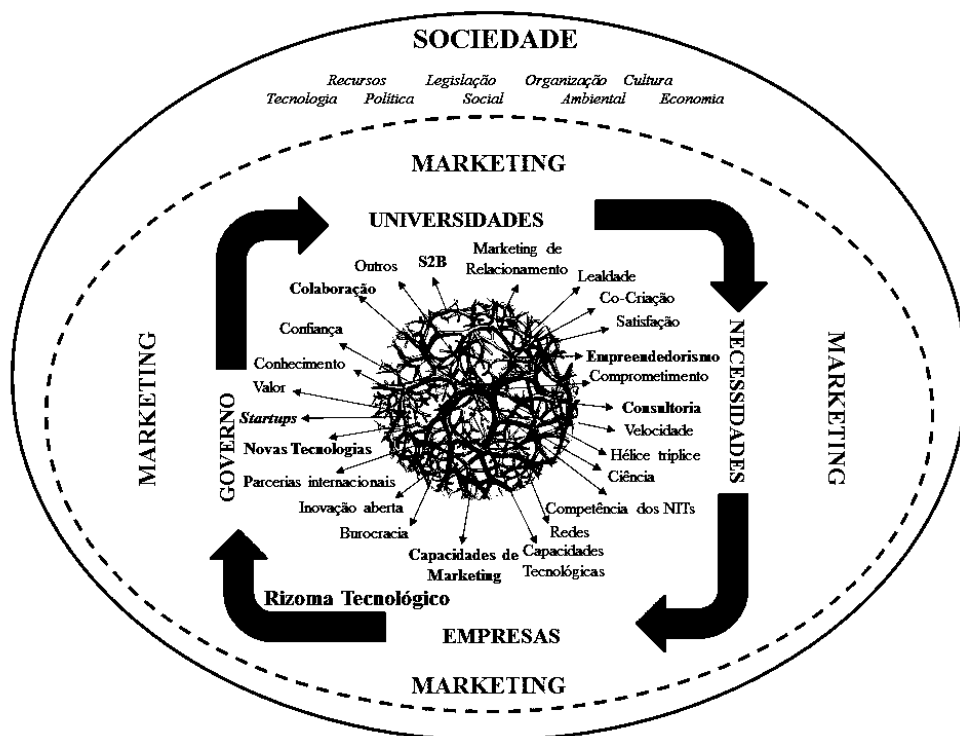 SOCIEDADE
Recursos Legislação Organização Cultura
Tecnologia Política Social Ambiental Economia
MARKETING
UNIVERSIDADES
S2B
Marketing de
Relacionamento
Outros
Colaboração
Lealdade
Co-Criação
Satisfação
Confiança
Empreendedorismo
Conhecimento
Comprometimento
Valor
Consultoria
Startups
Velocidade
Novas Tecnologias
Hélice tríplice
Parcerias internacionais
Ciência
Inovação aberta
Competência dos NITs
Burocracia
Redes
Capacidades de
Marketing
Capacidades
Tecnológicas
MARKETING
GOVERNO
NECESSIDADES
MARKETING
Rizoma Tecnológico
EMPRESAS
MARKETING